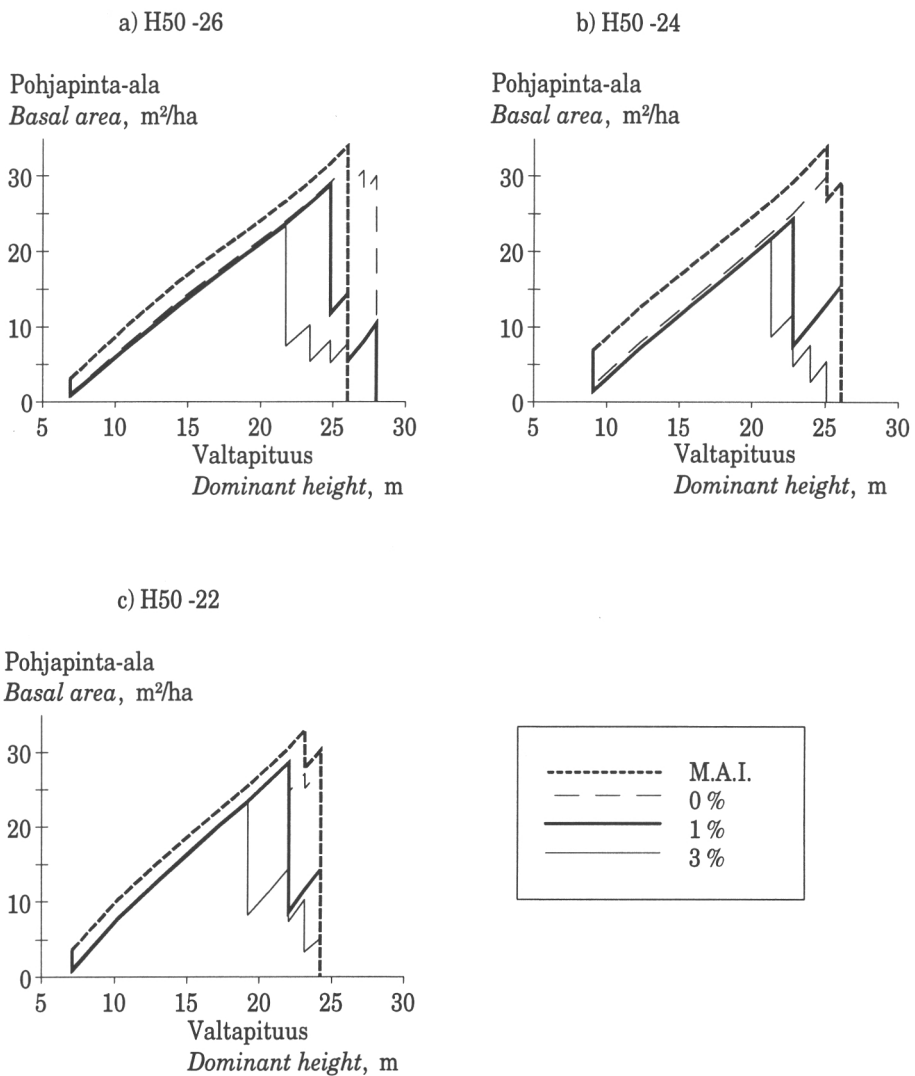 a) H50 -26
Pohjapinta-ala
Basal area, m²/ha
30
20
10
0
5 10 15 20 25 30
Valtapituus
Dominant height, m
b) H50 -24
Pohjapinta-ala
Basal area, m²/ha
30
20
10
0
5 10 15 20 25 30
Valtapituus
Dominant height, m
c) H50 -22
Pohjapinta-ala
Basal area, m²/ha
30
20
10
0
5 10 15 20 25 30
Valtapituus
Dominant height, m
M.A.I.
0 %
1 %
3 %